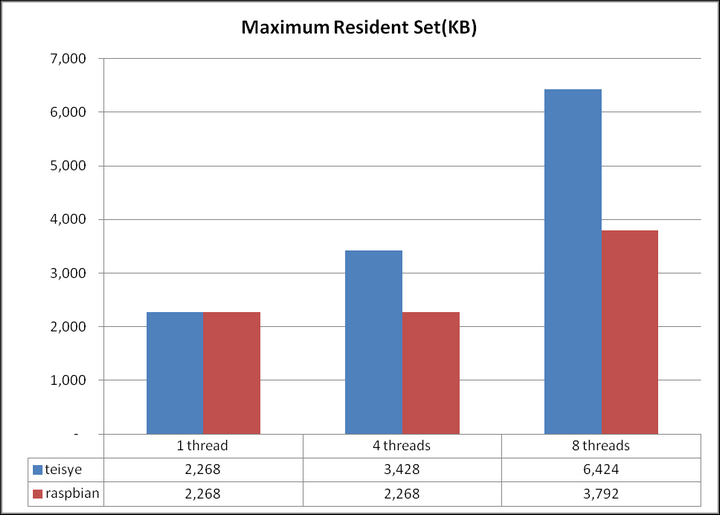 Maximum Resident Set(KB)
7,000
6,000
5,000
4,000
3,000
2,000
1,000
-
1 thread 4 threads 8 threads
teisye 2,268 3,428 6,424
raspbian 2,268 2,268 3,792